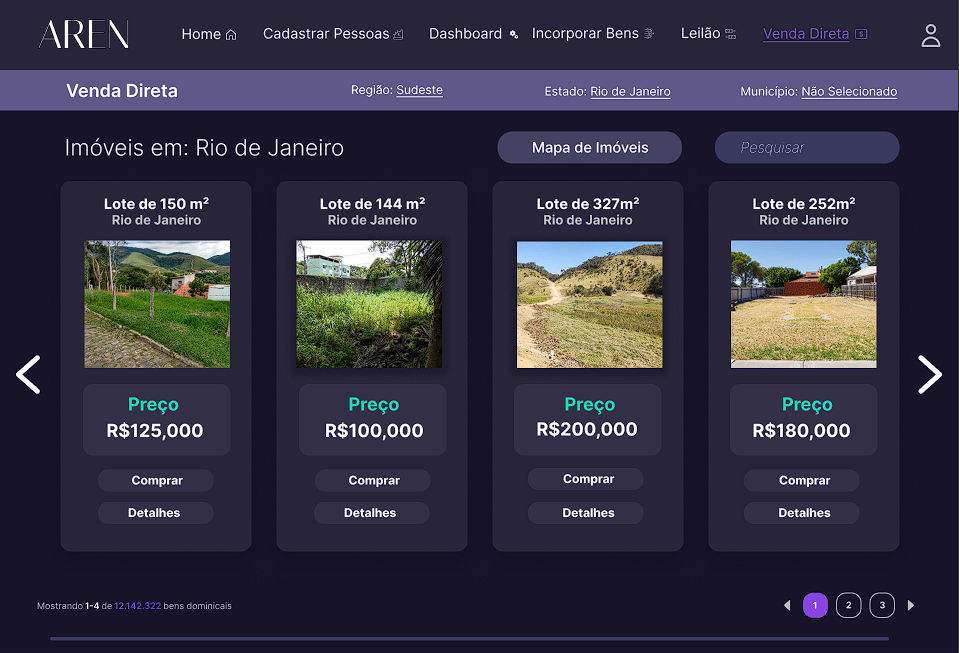 AREN
Home
Cadastrar Pessoas
Dashboard
Incorporar Bens
Leilão
Venda Direta
Venda Direta
Região: Sudeste
Estado: Rio de Janeiro
Município: Não Selecionado
Imóveis em: Rio de Janeiro
Mapa de Imóveis
Pesquisar
Lote de 150 m²
Rio de Janeiro
Preço
R$125,000
Comprar
Detalhes
Lote de 144 m²
Rio de Janeiro
Preço
R$100,000
Comprar
Detalhes
Lote de 327m²
Rio de Janeiro
Preço
R$200,000
Comprar
Detalhes
Lote de 252m²
Rio de Janeiro
Preço
R$180,000
Comprar
Detalhes
Mostrando 1-4 de 12.142.322 bens dominicais
1
2
3